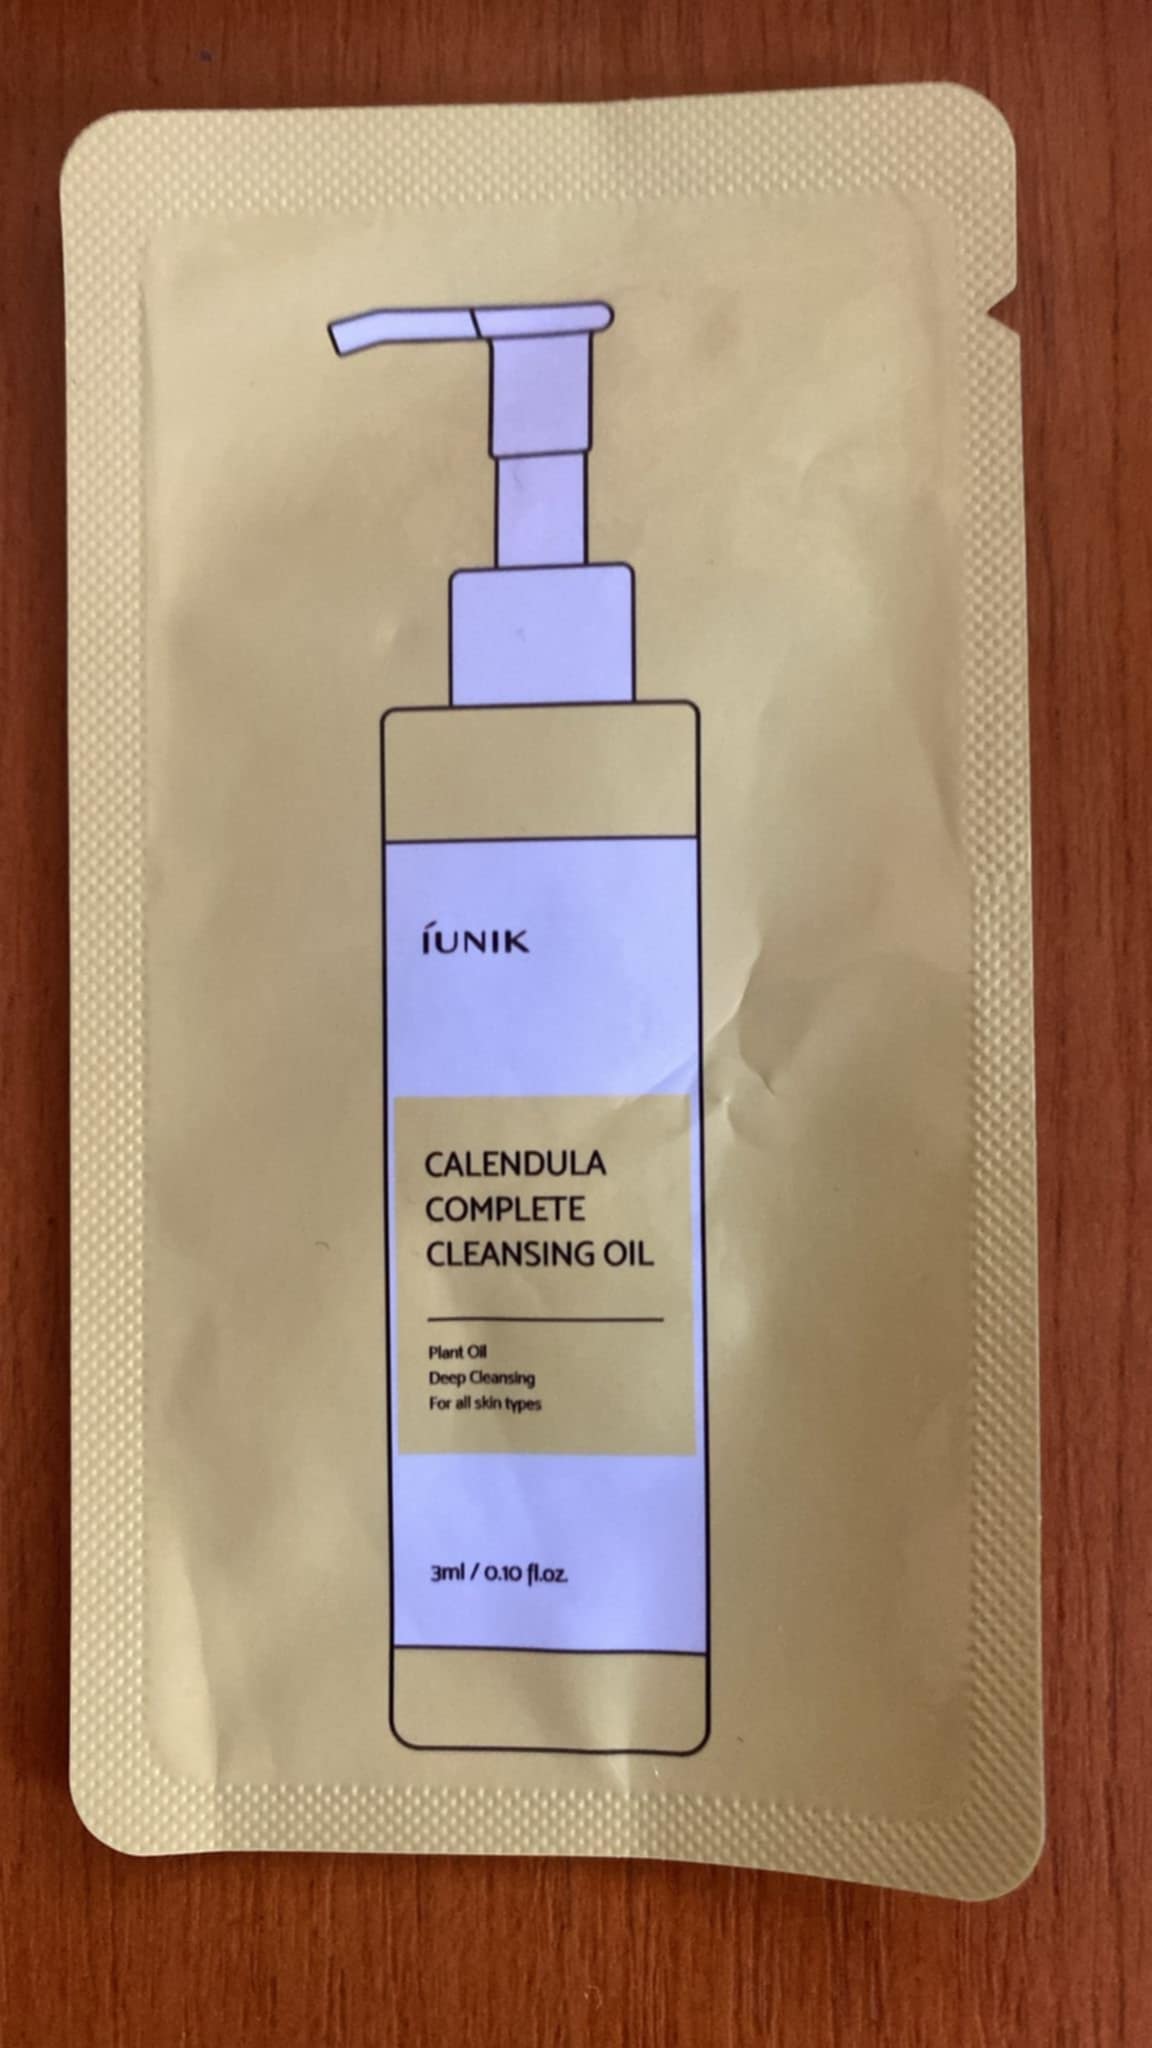 íUNIK
CALENDULA
COMPLETE
CLEANSING OIL
Plant Oil
Deep Cleansing
For all skin types
3ml / 0.10 fl.oz.